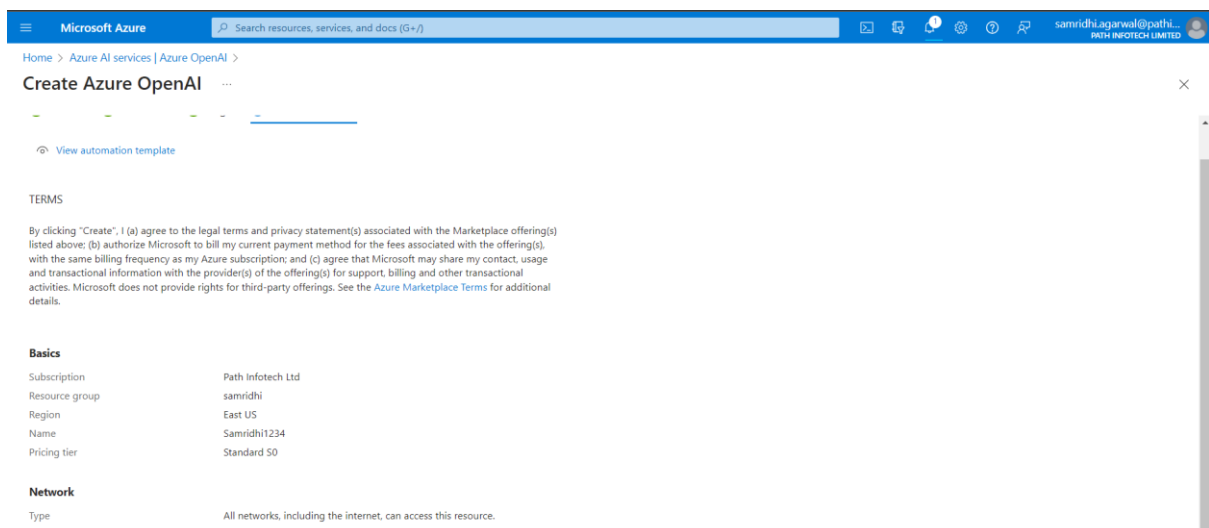 Microsoft Azure
Search resources, services, and docs (G+/)
1
samridhi.agarwal@pathi...
PATH INFOTECH LIMITED
Home > Azure AI services | Azure OpenAI >
Create Azure OpenAI ...
View automation template
TERMS
By clicking "Create", I (a) agree to the legal terms and privacy statement(s) associated with the Marketplace offering(s)
listed above; (b) authorize Microsoft to bill my current payment method for the fees associated with the offering(s),
with the same billing frequency as my Azure subscription; and (c) agree that Microsoft may share my contact, usage
and transactional information with the provider(s) of the offering(s) for support, billing and other transactional
activities. Microsoft does not provide rights for third-party offerings. See the Azure Marketplace Terms for additional
details.
Basics
Subscription Path Infotech Ltd
Resource group samridhi
Region East US
Name Samridhi1234
Pricing tier Standard S0
Network
Type All networks, including the internet, can access this resource.